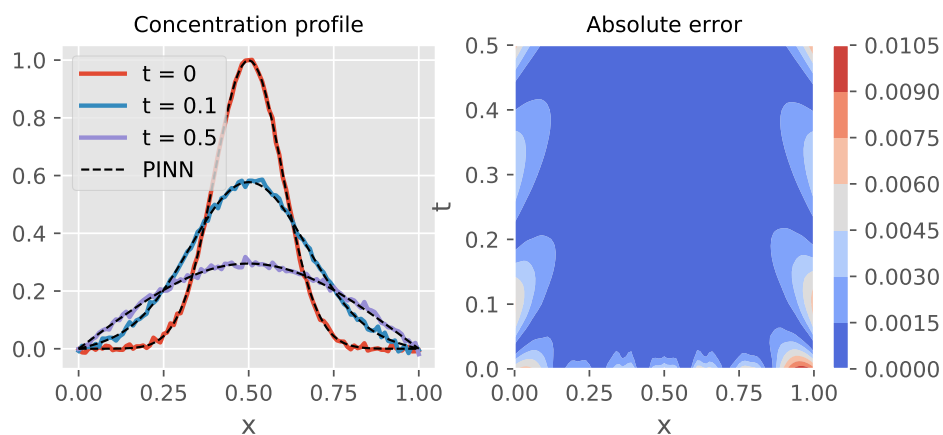 Concentration profile
1.0
0.8
0.6
0.4
0.2
0.0
t = 0
t = 0.1
t = 0.5
PINN
0.00 0.25 0.50 0.75 1.00
x
Absolute error
t
0.5
0.4
0.3
0.2
0.1
0.0
0.00 0.25 0.50 0.75 1.00
x
0.0105
0.0090
0.0075
0.0060
0.0045
0.0030
0.0015
0.0000